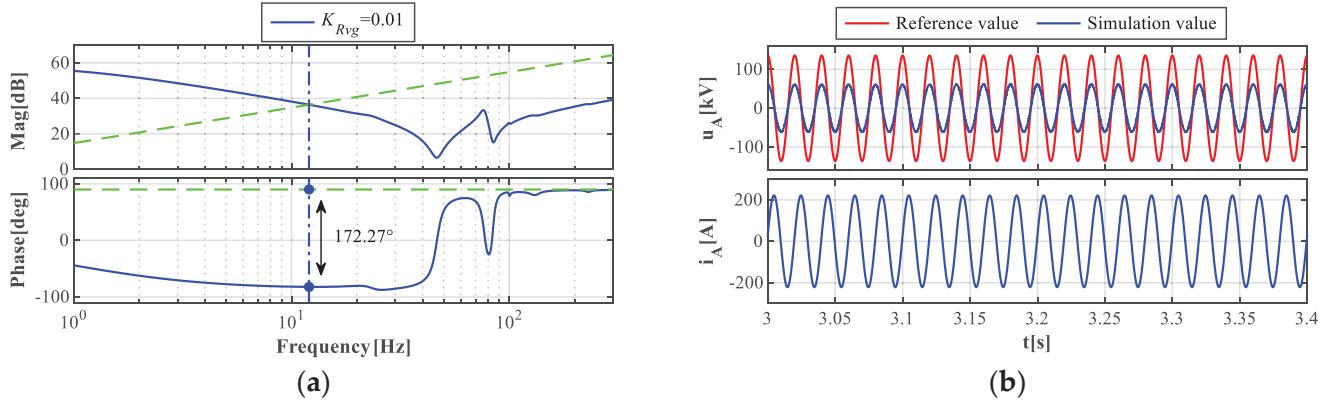 K_Rvg=0.01
Mag[dB]
60
40
20
0
Phase[deg]
100
0
-100
172.27°
10^0
10^1
10^2
Frequency[Hz]
(a)
Reference value
Simulation value
u_A[kV]
100
0
-100
i_A[A]
200
0
-200
3
3.05
3.1
3.15
3.2
3.25
3.3
3.35
3.4
t[s]
(b)